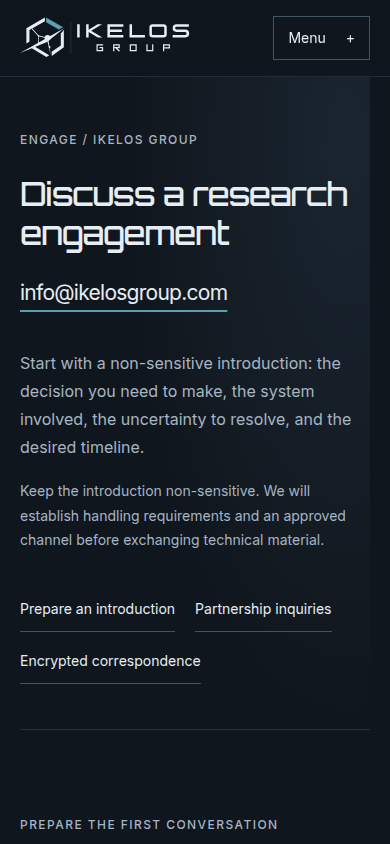 IKELOS
GROUP
Menu +
ENGAGE / IKELOS GROUP
Discuss a research
engagement
info@ikelosgroup.com
Start with a non-sensitive introduction: the
decision you need to make, the system
involved, the uncertainty to resolve, and the
desired timeline.
Keep the introduction non-sensitive. We will
establish handling requirements and an approved
channel before exchanging technical material.
Prepare an introduction Partnership inquiries
Encrypted correspondence
PREPARE THE FIRST CONVERSATION